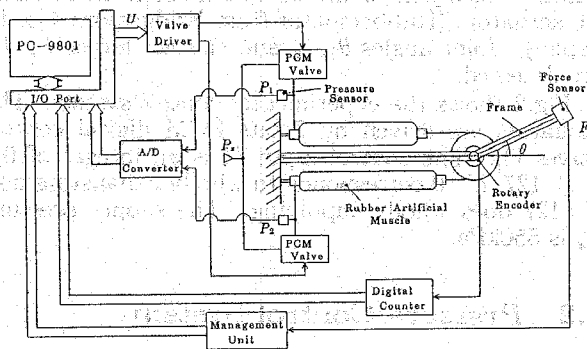 PC-9801
I/O Port
U
Valve
Driver
PCM
Valve
P₁
Pressure
Sensor
A/D
Converter
Pₛ
P₂
PCM
Valve
Rubber Artificial
Muscle
Force
Sensor
F
Frame
θ
Rotary
Encoder
Digital
Counter
Management
Unit